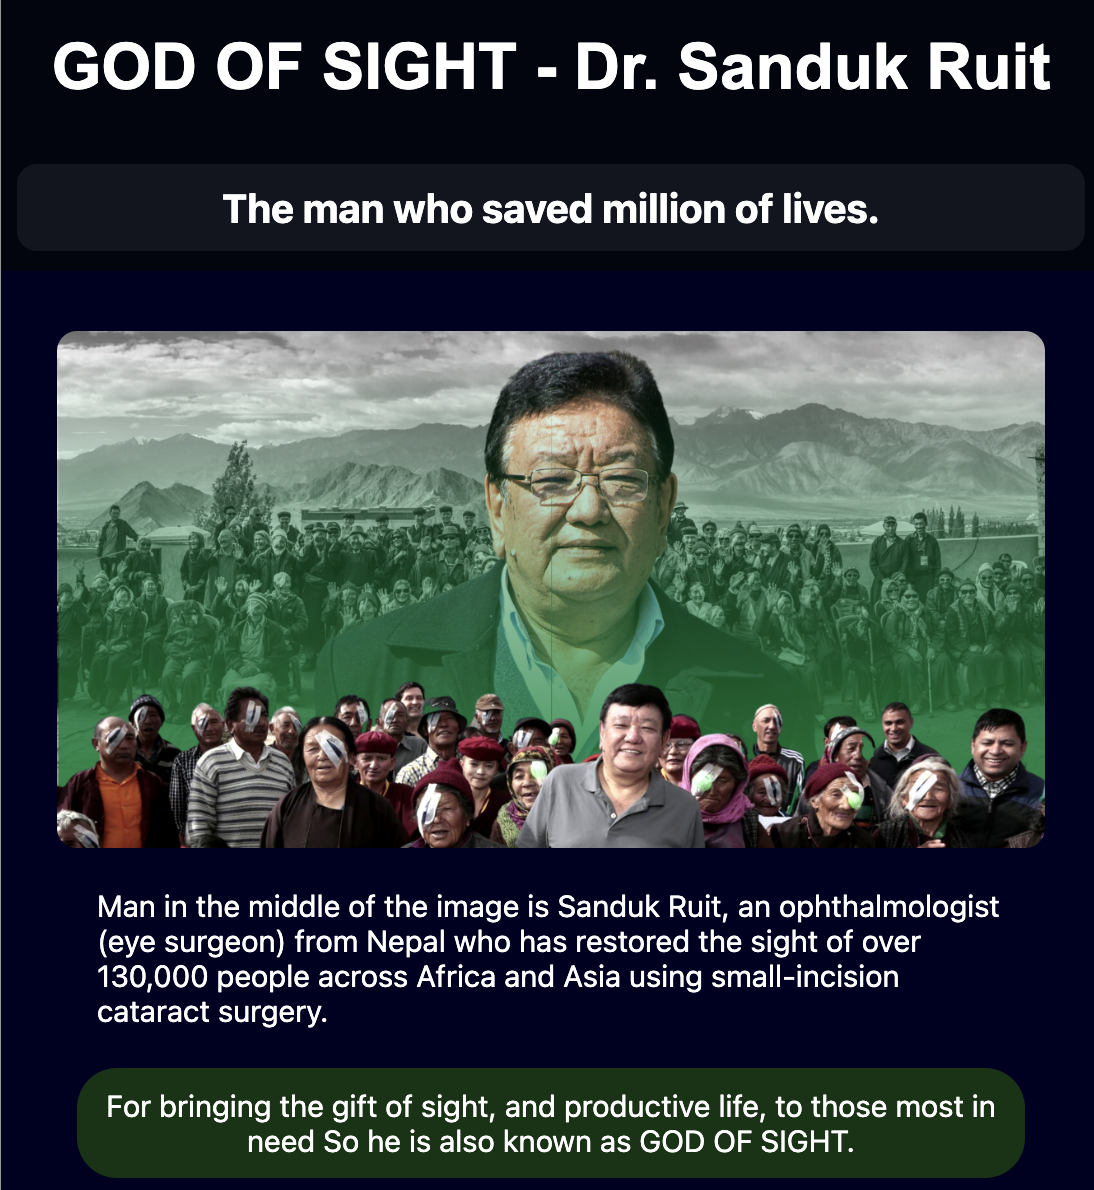 GOD OF SIGHT - Dr. Sanduk Ruit
The man who saved million of lives.
Man in the middle of the image is Sanduk Ruit, an ophthalmologist
(eye surgeon) from Nepal who has restored the sight of over
130,000 people across Africa and Asia using small-incision
cataract surgery.
For bringing the gift of sight, and productive life, to those most in
need So he is also known as GOD OF SIGHT.